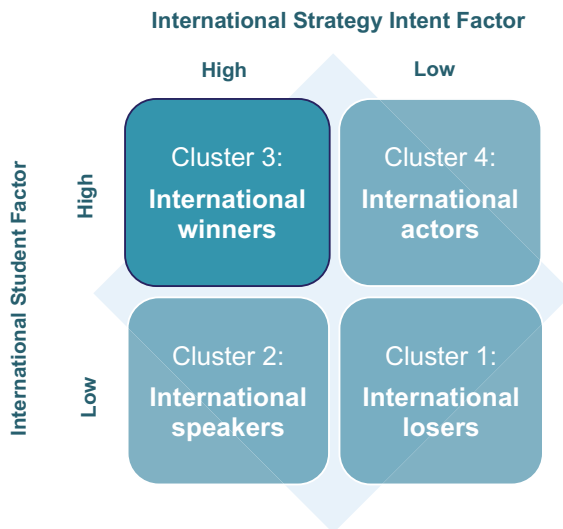 International Strategy Intent Factor
High
Low
International Student Factor
High
Cluster 3:
International
winners
Cluster 4:
International
actors
Low
Cluster 2:
International
speakers
Cluster 1:
International
losers